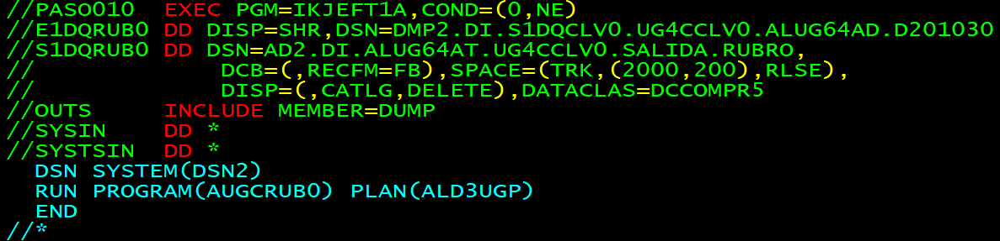 //PASO010  EXEC PGM=IKJEFT1A,COND=(0,NE)
//E1DQRUB0 DD DISP=SHR,DSN=DMP2.DI.S1DQCLV0.UG4CCLV0.ALUG64AD.D201030
//S1DQRUB0 DD DSN=AD2.DI.ALUG64AT.UG4CCLV0.SALIDA.RUBRO,
//             DCB=(,RECFM=FB),SPACE=(TRK,(2000,200),RLSE),
//             DISP=(,CATLG,DELETE),DATACLAS=DCCOMPR5
//OUTS     INCLUDE MEMBER=DUMP
//SYSIN    DD *
//SYSTSIN  DD *
  DSN SYSTEM(DSN2)
  RUN PROGRAM(AUGCRUB0) PLAN(ALD3UGP)
  END
//*